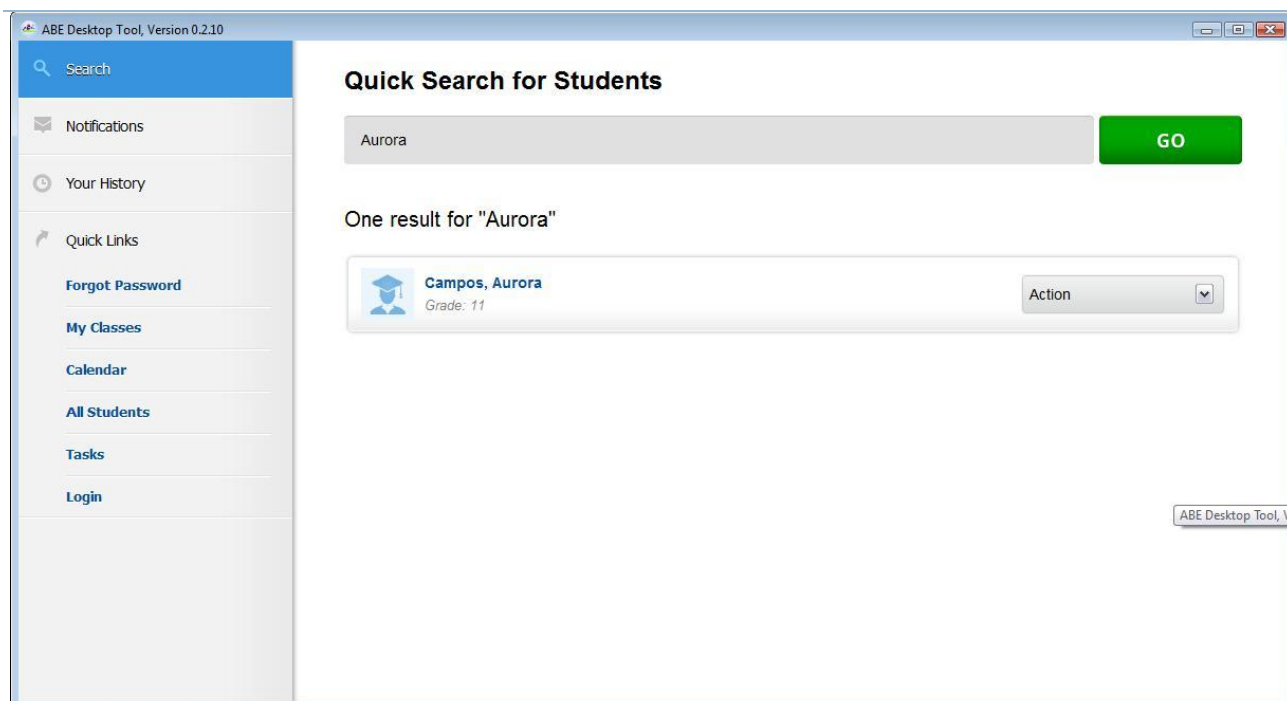 ABE Desktop Tool, Version 0.2.10
Search
Notifications
Your History
Quick Links
Forgot Password
My Classes
Calendar
All Students
Tasks
Login
Quick Search for Students
Aurora
GO
One result for "Aurora"
Campos, Aurora
Grade: 11
Action
ABE Desktop Tool,